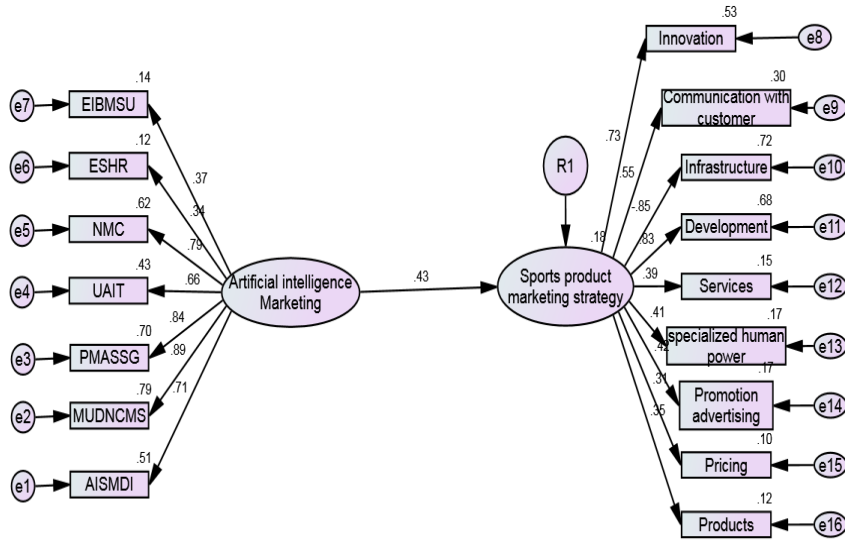 .53
Innovation
e8
.14
e7
EIBMSU
.30
Communication with
customer
e9
.12
e6
ESHR
.72
Infrastructure
e10
R1
.73
.55
.37
.62
e5
NMC
.34
-.85
.68
Development
e11
.79
.18
.83
.43
e4
UAIT
.66
Artificial intelligence
Marketing
.43
Sports product
marketing strategy
.39
.15
Services
e12
.70
e3
PMASSG
.84
.41
.17
specialized human
power
e13
.89
.42
.79
e2
MUDNCMS
.71
.31
.17
Promotion
advertising
e14
.35
.51
e1
AISMDI
.10
Pricing
e15
.12
Products
e16